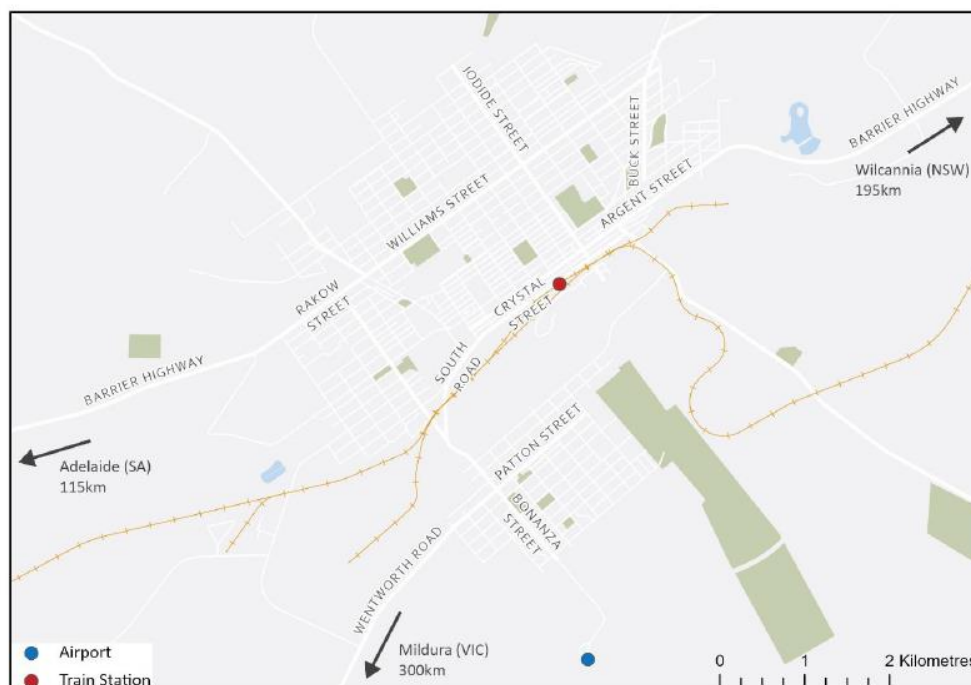 IODIDE STREET
BUCK STREET
BARRIER HIGHWAY
Wilcannia (NSW)
195km
ARGENT STREET
WILLIAMS STREET
CRYSTAL
STREET
RAKOW
STREET
SOUTH
ROAD
BARRIER HIGHWAY
Adelaide (SA)
115km
PATTON STREET
BONANZA
STREET
WENTWORTH ROAD
Mildura (VIC)
300km
Airport
Train Station
0 1 2 Kilometres